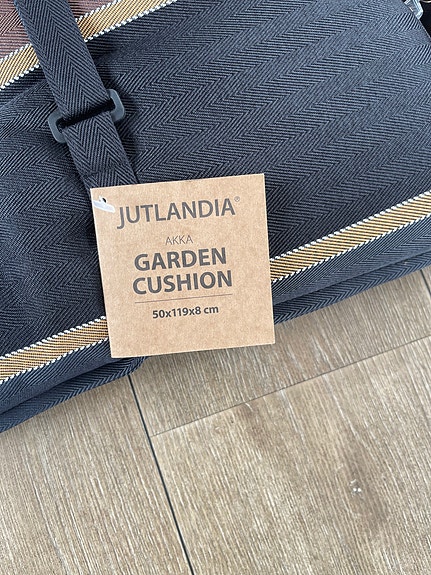 JUTLANDIA®
AKKA
GARDEN
CUSHION
50x119x8 cm